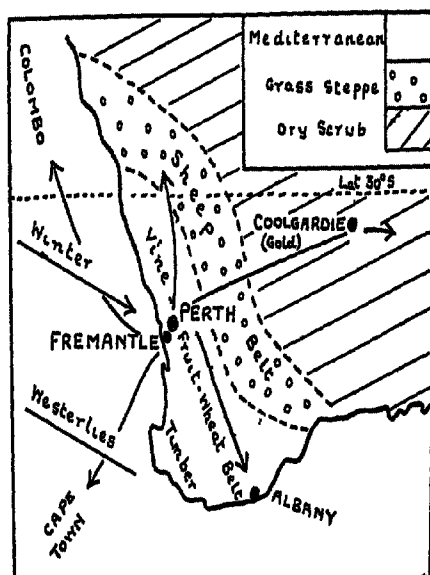 Mediterranean
Grass Steppe
Dry Scrub
COLOMBO
Lat 30°S
Sheep
Belt
COOLGARDIE
(Gold)
Winter
Vine
PERTH
FREMANTLE
Fruit-Wheat Belt
Westerlies
Timber
ALBANY
CAPE
TOWN